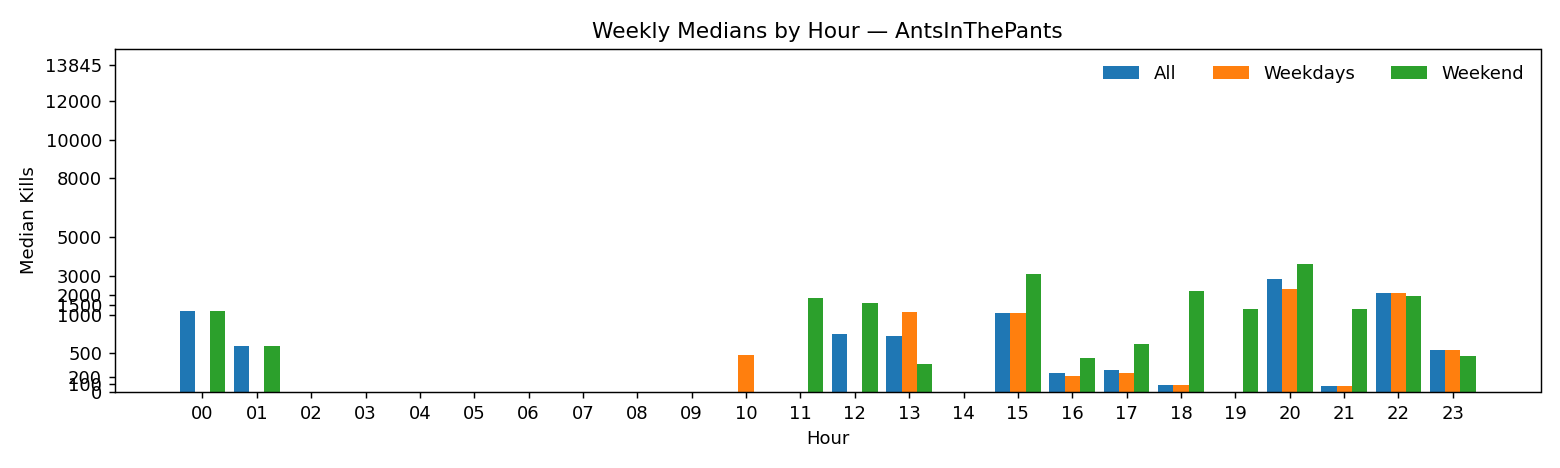 Weekly Medians by Hour — AntsInThePants
All Weekdays Weekend
Median Kills
13845
12000
10000
8000
5000
3000
2000
1500
1000
500
200
100
0
00 01 02 03 04 05 06 07 08 09 10 11 12 13 14 15 16 17 18 19 20 21 22 23
Hour